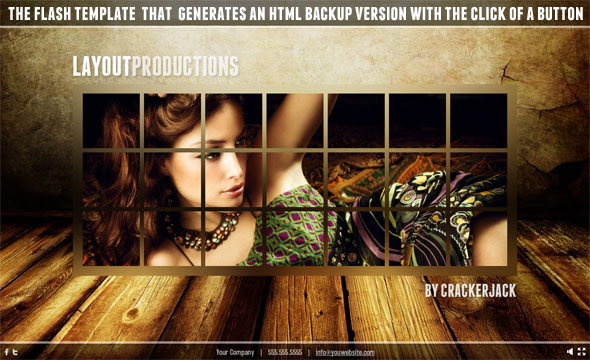 THE FLASH TEMPLATE THAT GENERATES AN HTML BACKUP VERSION WITH THE CLICK OF A BUTTON
LAYOUTPRODUCTIONS
BY CRACKERJACK
f t Your Company | 555.555.5555 | info@youwebsite.com